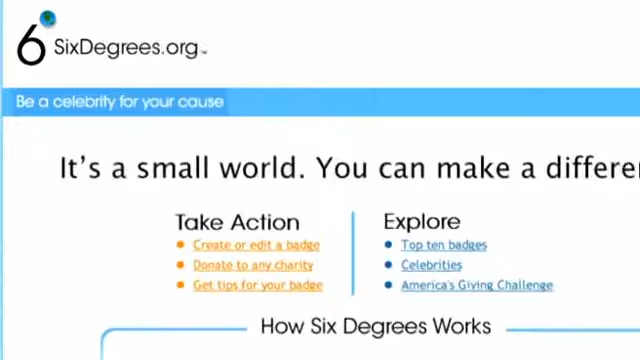 6 SixDegrees.org™
Be a celebrity for your cause
It's a small world. You can make a differe
Take Action
Create or edit a badge
Donate to any charity
Get tips for your badge
Explore
Top ten badges
Celebrities
America's Giving Challenge
How Six Degrees Works